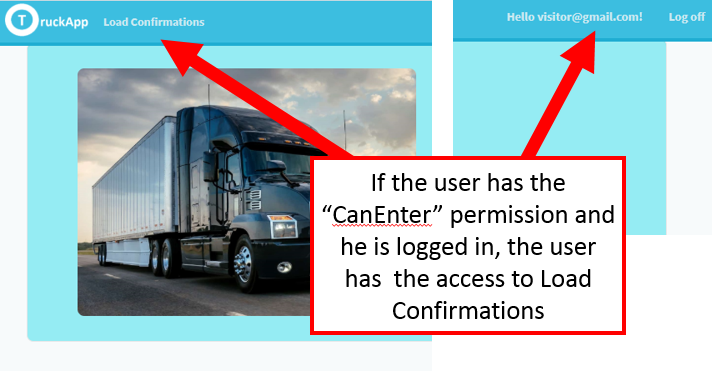 TruckApp Load Confirmations
Hello visitor@gmail.com! Log off
If the user has the
“CanEnter” permission and
he is logged in, the user
has the access to Load
Confirmations